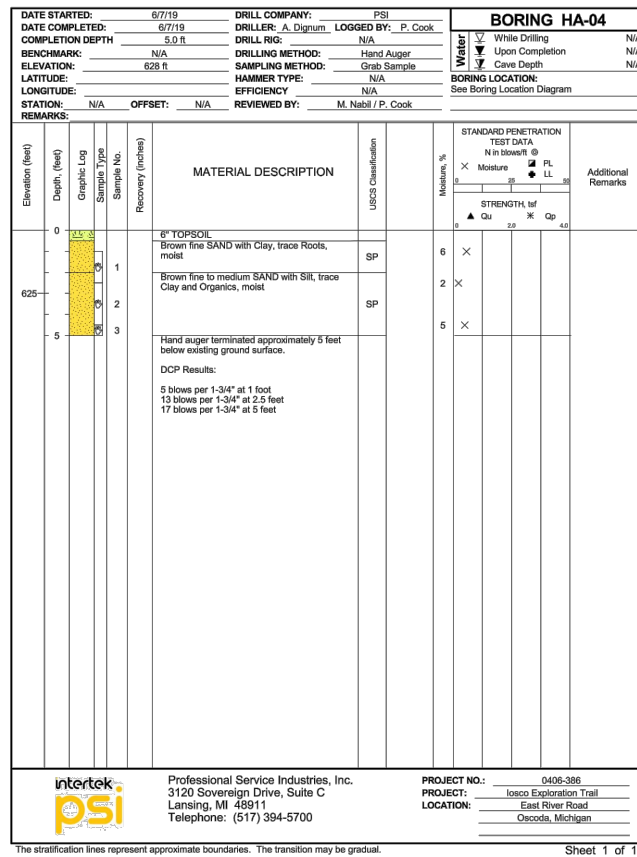 DATE STARTED: 6/7/19 DRILL COMPANY: PSI BORING HA-04
DATE COMPLETED: 6/7/19 DRILLER: A. Dignum LOGGED BY: P. Cook
COMPLETION DEPTH 5.0 ft DRILL RIG: N/A Water While Drilling N/
BENCHMARK: N/A DRILLING METHOD: Hand Auger Upon Completion N/
ELEVATION: 628 ft SAMPLING METHOD: Grab Sample Cave Depth N/
LATITUDE: HAMMER TYPE: N/A BORING LOCATION:
LONGITUDE: EFFICIENCY N/A See Boring Location Diagram
STATION: N/A OFFSET: N/A REVIEWED BY: M. Nabil / P. Cook
REMARKS:
Elevation (feet)
Depth, (feet)
Graphic Log
Sample Type
Sample No.
Recovery (inches)
MATERIAL DESCRIPTION
USCS Classification
Moisture, %
STANDARD PENETRATION
TEST DATA
N in blows/ft
Moisture PL
LL
0 25 50
STRENGTH, tsf
Qu Qp
0 2.0 4.0
Additional
Remarks
0 6" TOPSOIL
Brown fine SAND with Clay, trace Roots,
moist
1 SP 6
Brown fine to medium SAND with Silt, trace
Clay and Organics, moist
2
625
2 SP
3 5
5
Hand auger terminated approximately 5 feet
below existing ground surface.
DCP Results:
5 blows per 1-3/4" at 1 foot
13 blows per 1-3/4" at 2.5 feet
17 blows per 1-3/4" at 5 feet
intertek
psi
Professional Service Industries, Inc.
3120 Sovereign Drive, Suite C
Lansing, MI 48911
Telephone: (517) 394-5700
PROJECT NO.: 0406-386
PROJECT: Iosco Exploration Trail
LOCATION: East River Road
Oscoda, Michigan
The stratification lines represent approximate boundaries. The transition may be gradual. Sheet 1 of 1